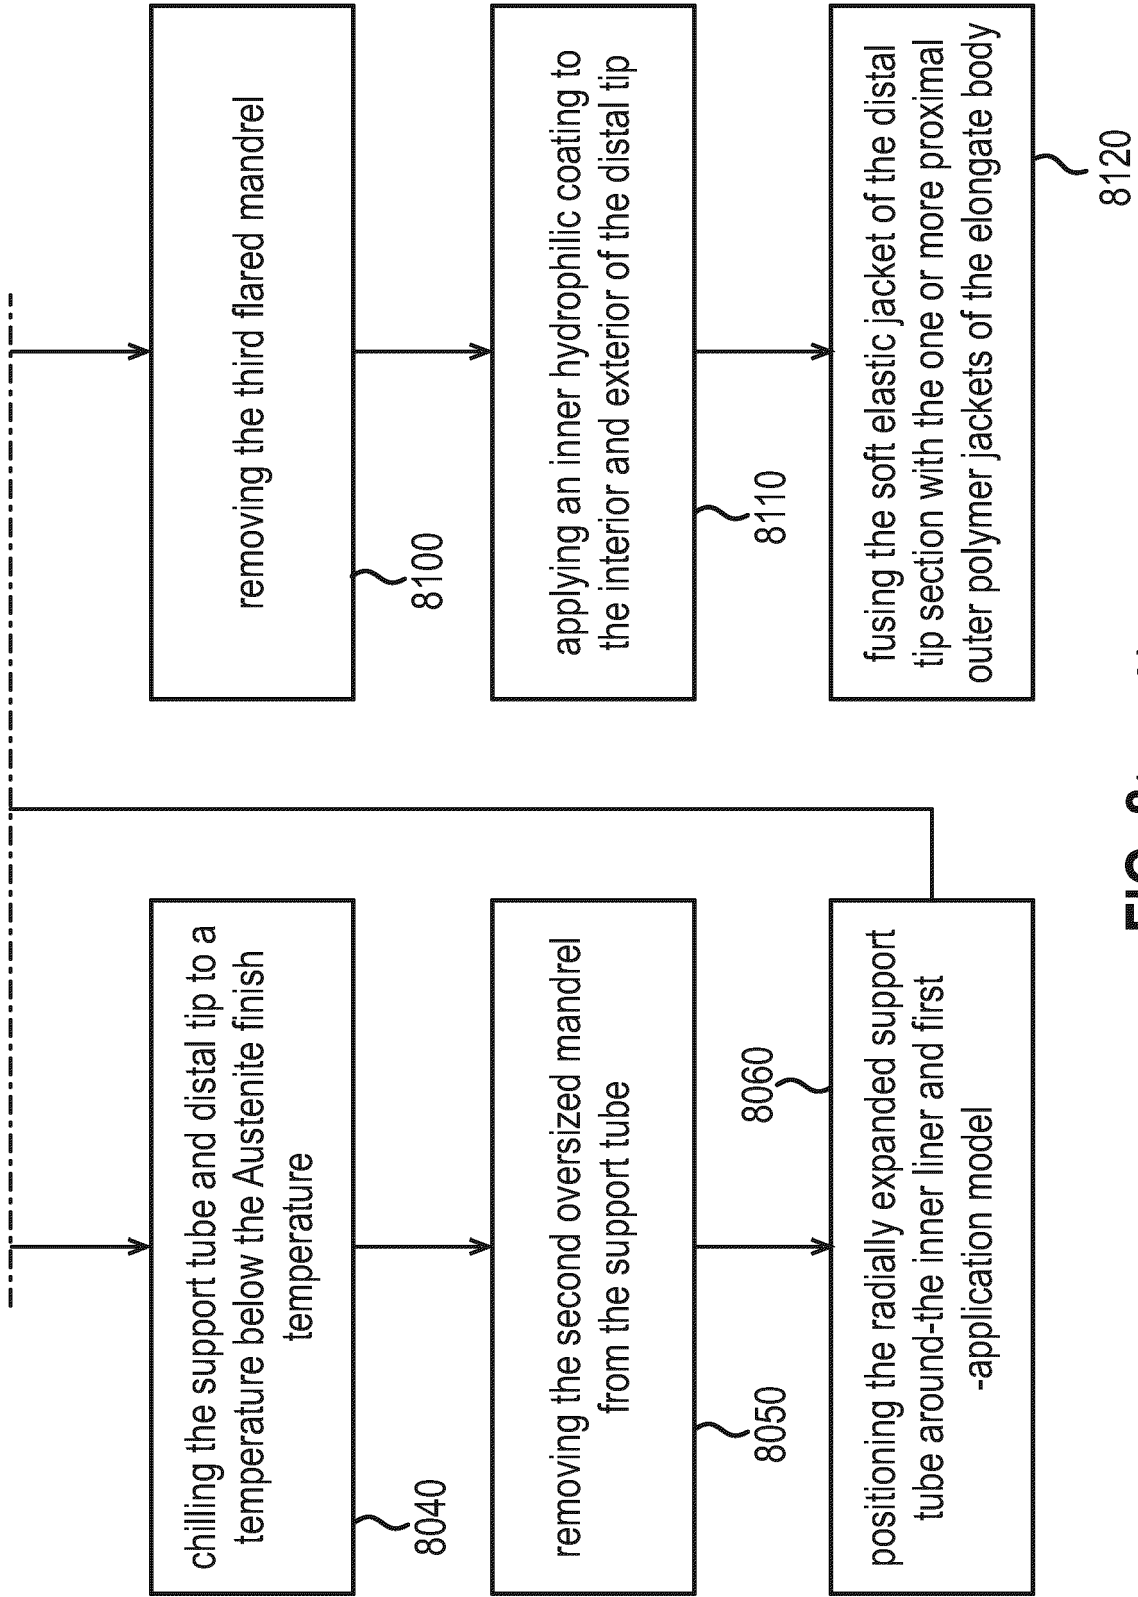 chilling the support tube and distal tip to a
temperature below the Austenite finish
temperature
8040
removing the second oversized mandrel
from the support tube
8050
positioning the radially expanded support
tube around-the inner liner and first
-application model
8060
removing the third flared mandrel
8100
applying an inner hydrophilic coating to
the interior and exterior of the distal tip
8110
fusing the soft elastic jacket of the distal
tip section with the one or more proximal
outer polymer jackets of the elongate body
8120